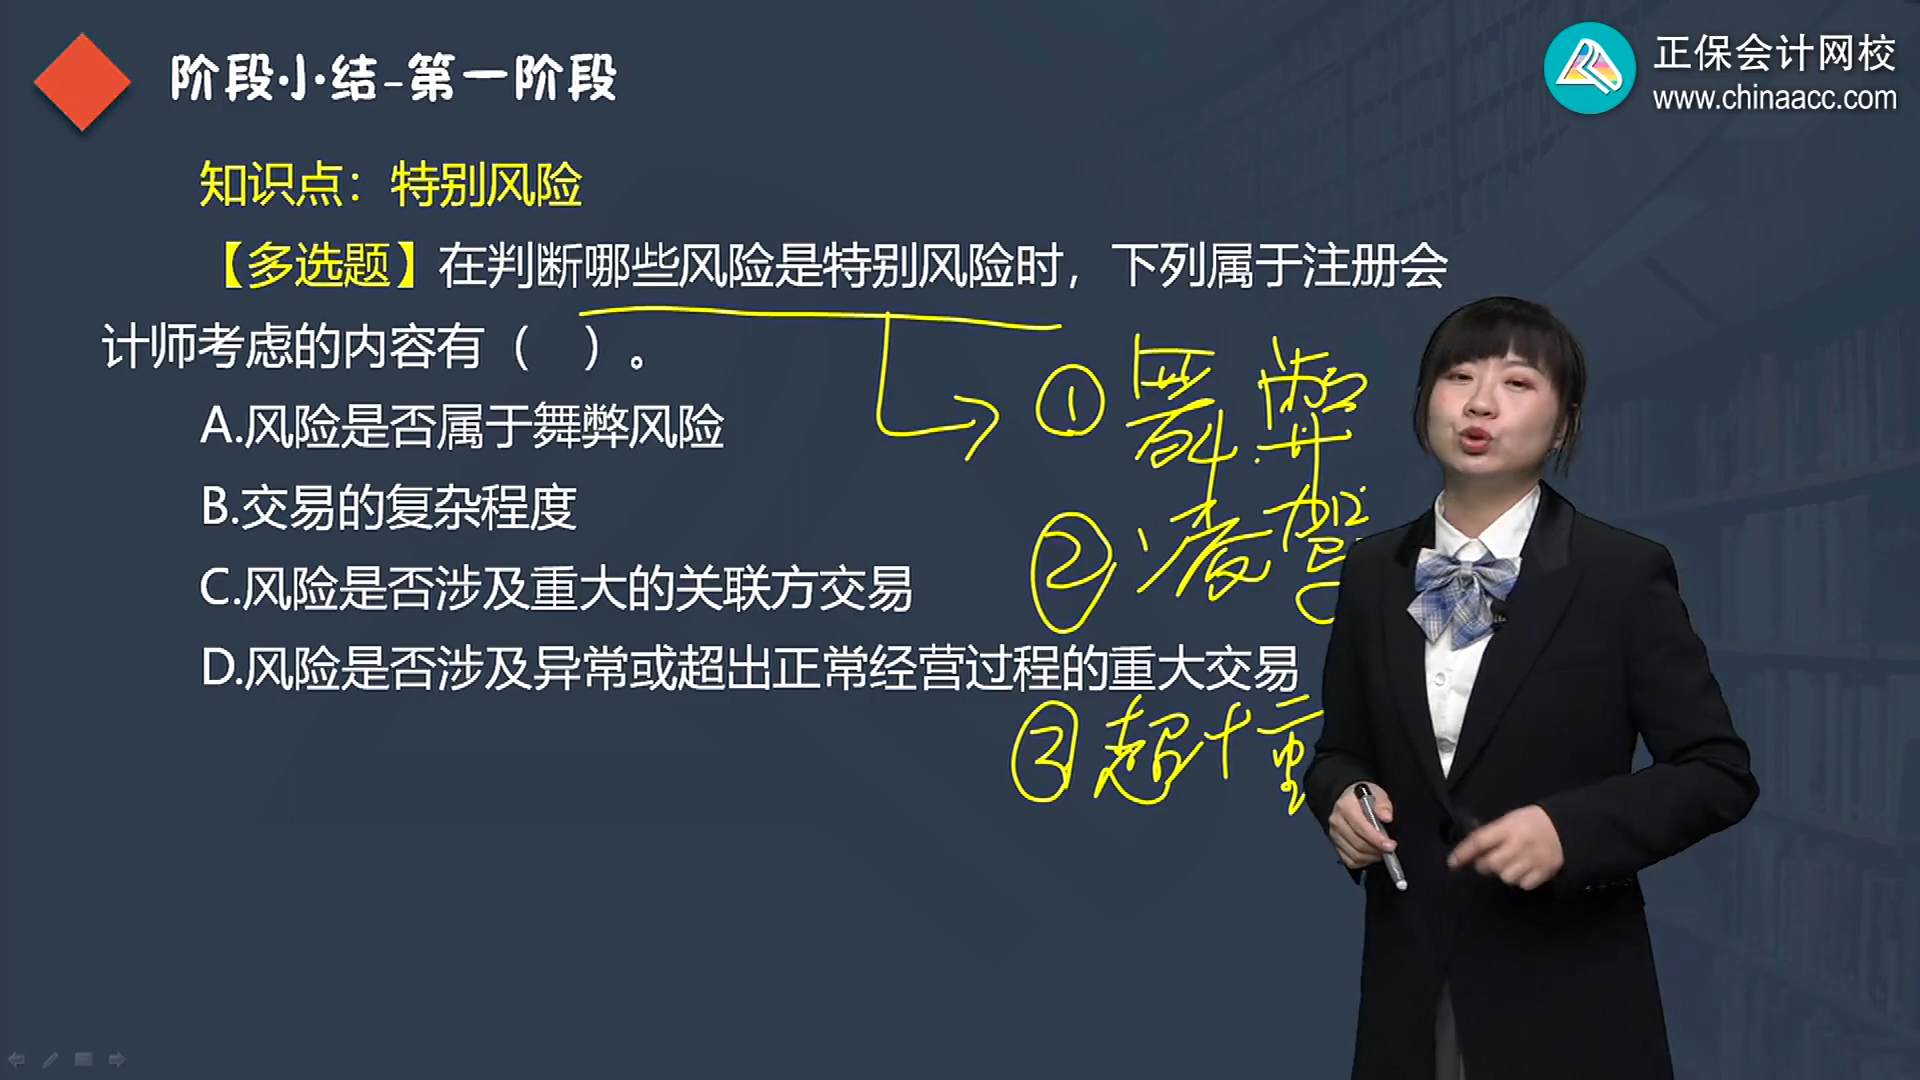 阶段小结-第一阶段
正保会计网校
www.chinaacc.com
知识点：特别风险
【多选题】在判断哪些风险是特别风险时，下列属于注册会
计师考虑的内容有（ ）。
A.风险是否属于舞弊风险
B.交易的复杂程度
C.风险是否涉及重大的关联方交易
D.风险是否涉及异常或超出正常经营过程的重大交易
①舞弊
②凌驾
③超+重